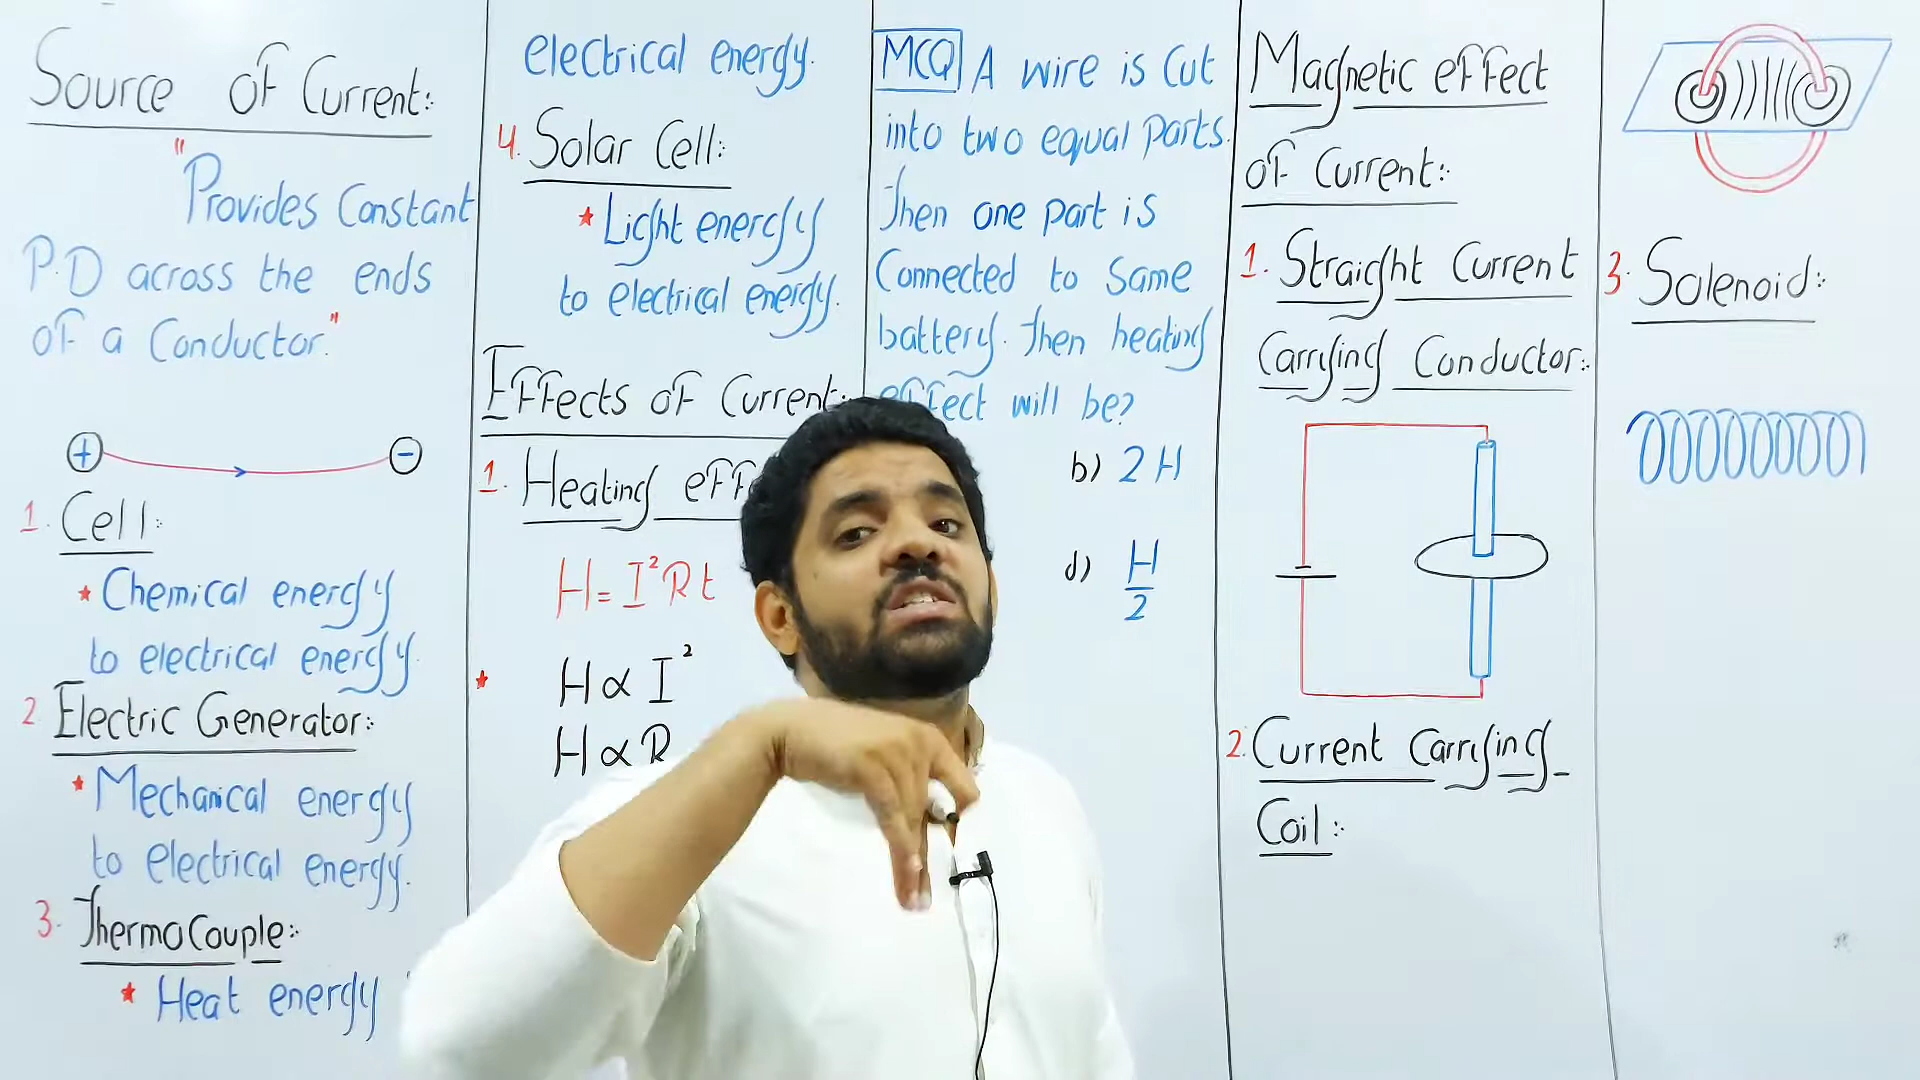 Source of Current:
"Provides Constant
P.D across the ends
of a Conductor."
+ −
1. Cell:
* Chemical energy
to electrical energy
2 Electric Generator:
* Mechanical energy
to electrical energy.
3. ThermoCouple:
* Heat energy
electrical energy.
4. Solar Cell:
* Light energy
to electrical energy.
Effects of Current:
1. Heating
H = I²Rt
* H ∝ I²
H ∝ R
MCQ A wire is Cut
into two equal Parts.
Then one part is
Connected to Same
battery. Then heating
effect will be?
b) 2H
d) H/2
Magnetic effect
of Current:
1. Straight Current
Carrying Conductor:
2. Current Carrying
Coil:
3. Solenoid: